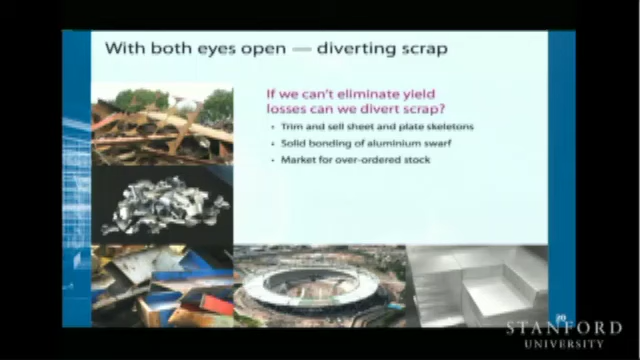 With both eyes open — diverting scrap
If we can't eliminate yield
losses can we divert scrap?
• Trim and sell sheet and plate skeletons
• Solid bonding of aluminium swarf
• Market for over-ordered stock
20
STANFORD
UNIVERSITY